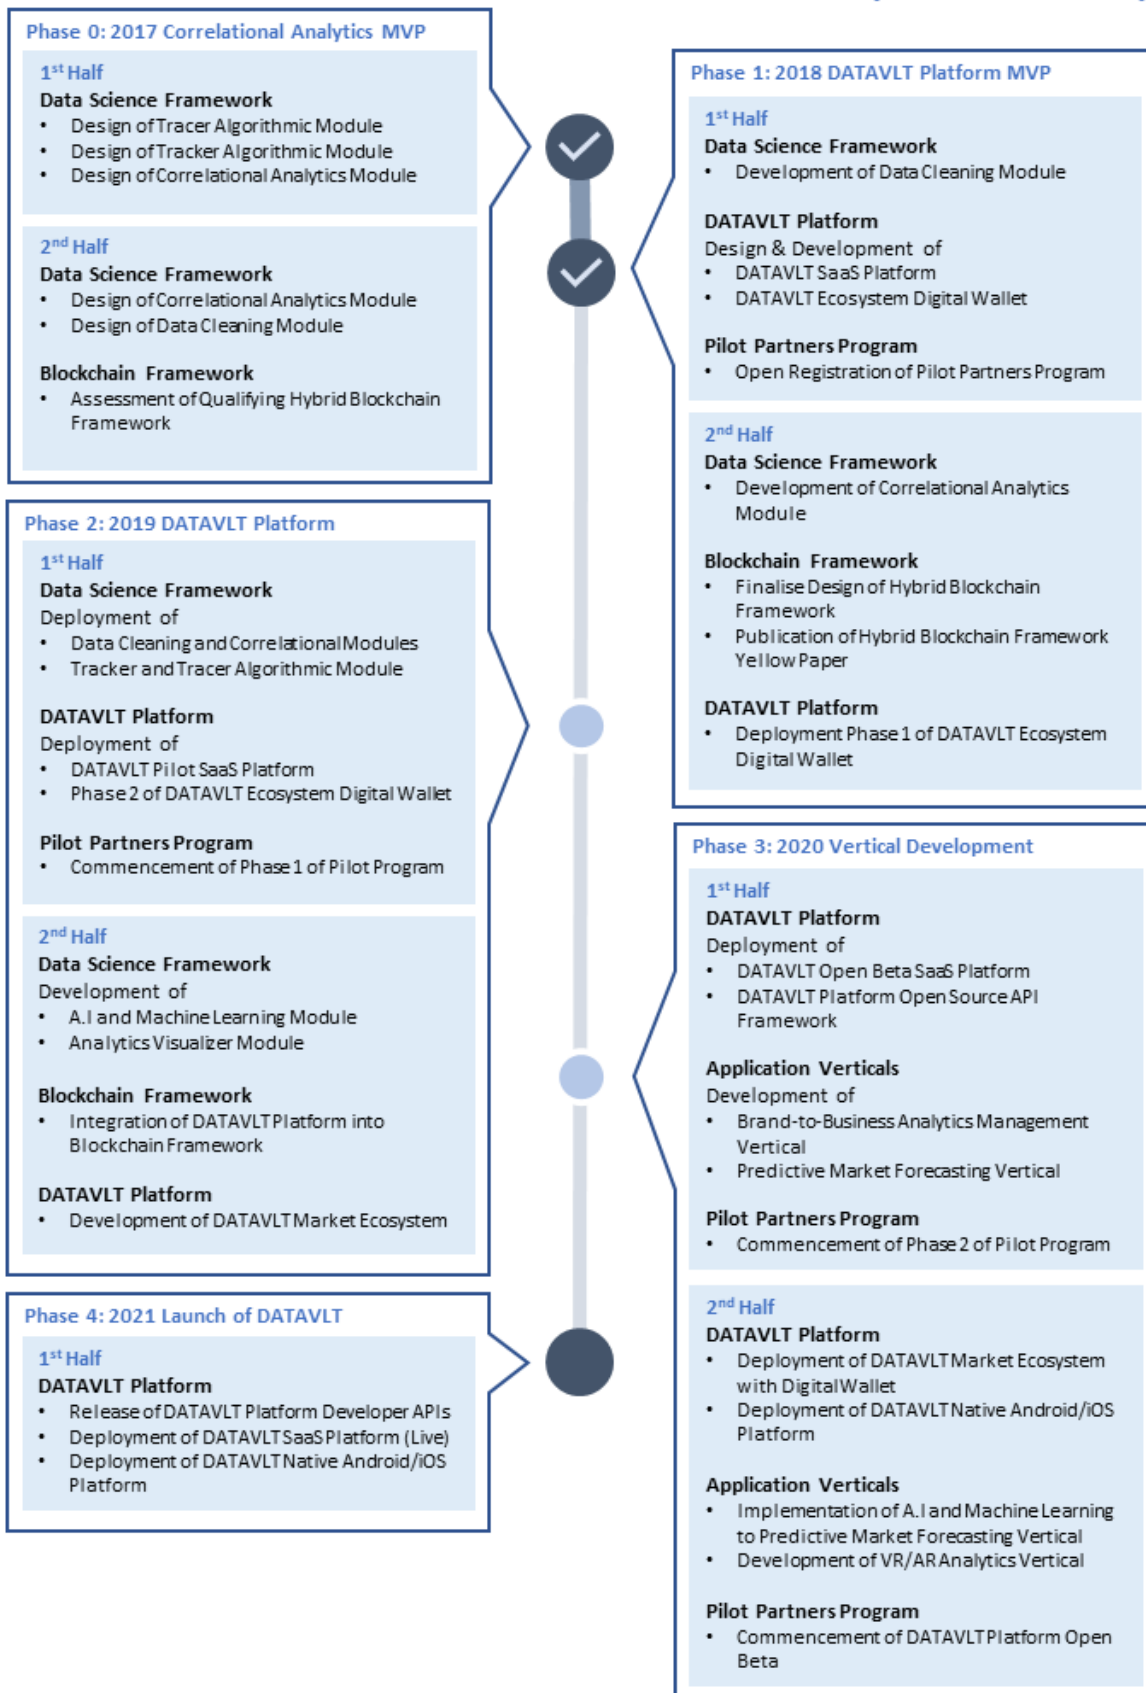 Phase 0: 2017 Correlational Analytics MVP
1st Half
Data Science Framework
• Design of Tracer Algorithmic Module
• Design of Tracker Algorithmic Module
• Design of Correlational Analytics Module
2nd Half
Data Science Framework
• Design of Correlational Analytics Module
• Design of Data Cleaning Module
Blockchain Framework
• Assessment of Qualifying Hybrid Blockchain
Framework
Phase 1: 2018 DATAVLT Platform MVP
1st Half
Data Science Framework
• Development of Data Cleaning Module
DATAVLT Platform
Design & Development of
• DATAVLT SaaS Platform
• DATAVLT Ecosystem Digital Wallet
Pilot Partners Program
• Open Registration of Pilot Partners Program
2nd Half
Data Science Framework
• Development of Correlational Analytics
Module
Blockchain Framework
• Finalise Design of Hybrid Blockchain
Framework
• Publication of Hybrid Blockchain Framework
Yellow Paper
DATAVLT Platform
• Deployment Phase 1 of DATAVLT Ecosystem
Digital Wallet
Phase 2: 2019 DATAVLT Platform
1st Half
Data Science Framework
Deployment of
• Data Cleaning and Correlational Modules
• Tracker and Tracer Algorithmic Module
DATAVLT Platform
Deployment of
• DATAVLT Pilot SaaS Platform
• Phase 2 of DATAVLT Ecosystem Digital Wallet
Pilot Partners Program
• Commencement of Phase 1 of Pilot Program
2nd Half
Data Science Framework
Development of
• A.I and Machine Learning Module
• Analytics Visualizer Module
Blockchain Framework
• Integration of DATAVLT Platform into
Blockchain Framework
DATAVLT Platform
• Development of DATAVLT Market Ecosystem
Phase 3: 2020 Vertical Development
1st Half
DATAVLT Platform
Deployment of
• DATAVLT Open Beta SaaS Platform
• DATAVLT Platform Open Source API
Framework
Application Verticals
Development of
• Brand-to-Business Analytics Management
Vertical
• Predictive Market Forecasting Vertical
Pilot Partners Program
• Commencement of Phase 2 of Pilot Program
2nd Half
DATAVLT Platform
• Deployment of DATAVLT Market Ecosystem
with Digital Wallet
• Deployment of DATAVLT Native Android/iOS
Platform
Application Verticals
• Implementation of A.I and Machine Learning
to Predictive Market Forecasting Vertical
• Development of VR/AR Analytics Vertical
Pilot Partners Program
• Commencement of DATAVLT Platform Open
Beta
Phase 4: 2021 Launch of DATAVLT
1st Half
DATAVLT Platform
• Release of DATAVLT Platform Developer APIs
• Deployment of DATAVLT SaaS Platform (Live)
• Deployment of DATAVLT Native Android/iOS
Platform